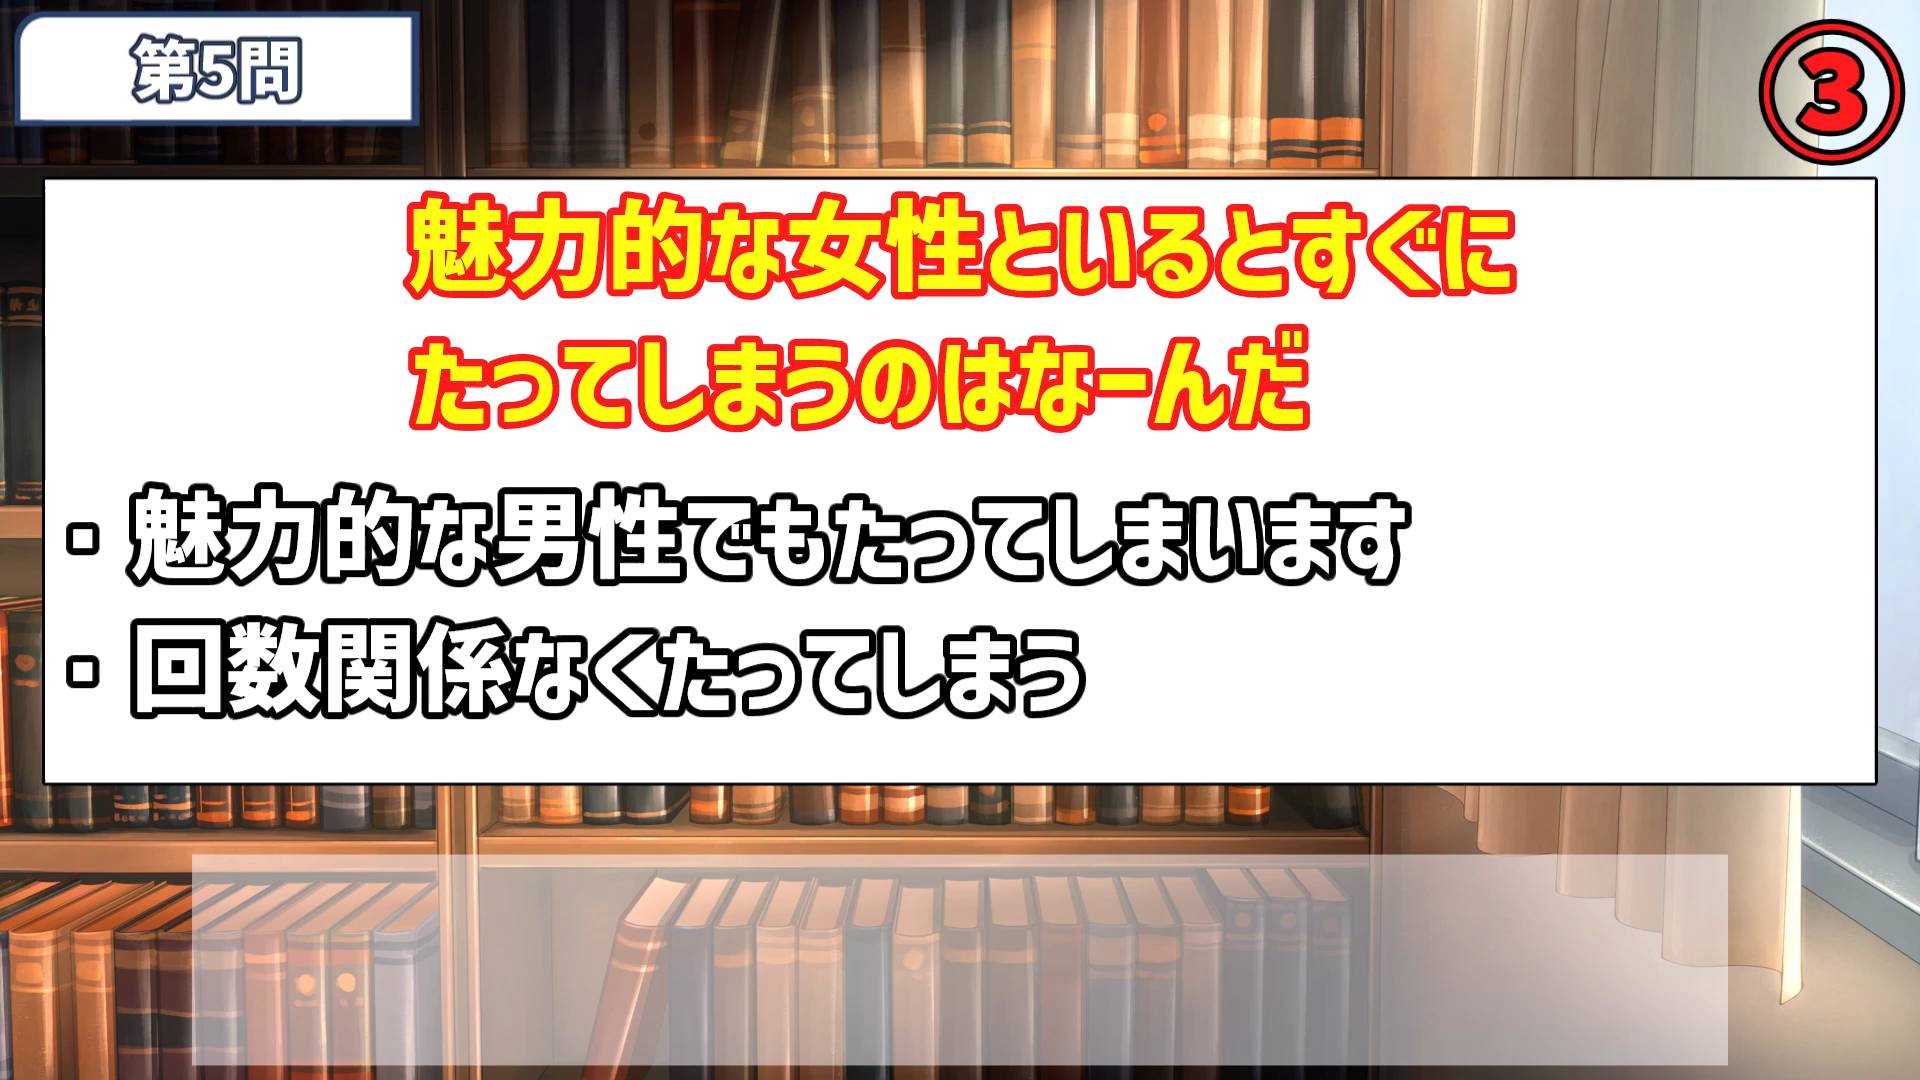 第5問
③
魅力的な女性といるとすぐに
たってしまうのはなーんだ
・魅力的な男性でもたってしまいます
・回数関係なくたってしまう